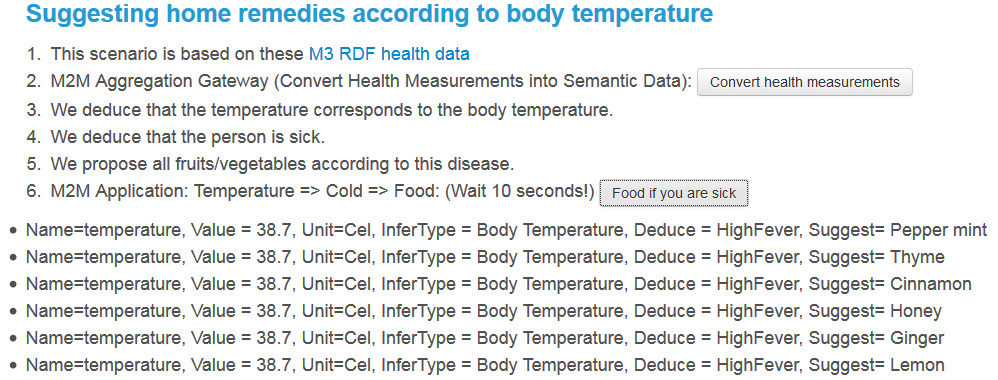 Suggesting home remedies according to body temperature
1. This scenario is based on these M3 RDF health data
2. M2M Aggregation Gateway (Convert Health Measurements into Semantic Data): Convert health measurements
3. We deduce that the temperature corresponds to the body temperature.
4. We deduce that the person is sick.
5. We propose all fruits/vegetables according to this disease.
6. M2M Application: Temperature => Cold => Food: (Wait 10 seconds!) Food if you are sick
• Name=temperature, Value = 38.7, Unit=Cel, InferType = Body Temperature, Deduce = HighFever, Suggest= Pepper mint
• Name=temperature, Value = 38.7, Unit=Cel, InferType = Body Temperature, Deduce = HighFever, Suggest= Thyme
• Name=temperature, Value = 38.7, Unit=Cel, InferType = Body Temperature, Deduce = HighFever, Suggest= Cinnamon
• Name=temperature, Value = 38.7, Unit=Cel, InferType = Body Temperature, Deduce = HighFever, Suggest= Honey
• Name=temperature, Value = 38.7, Unit=Cel, InferType = Body Temperature, Deduce = HighFever, Suggest= Ginger
• Name=temperature, Value = 38.7, Unit=Cel, InferType = Body Temperature, Deduce = HighFever, Suggest= Lemon